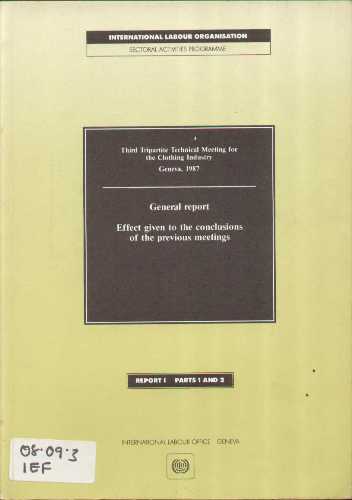 INTERNATIONAL LABOUR ORGANISATION
SECTORAL ACTIVITIES PROGRAMME
Third Tripartite Technical Meeting for
the Clothing Industry
Geneva, 1987
General report
Effect given to the conclusions
of the previous meetings
REPORT I PARTS 1 AND 2
08·09·3
IEF
INTERNATIONAL LABOUR OFFICE GENEVA